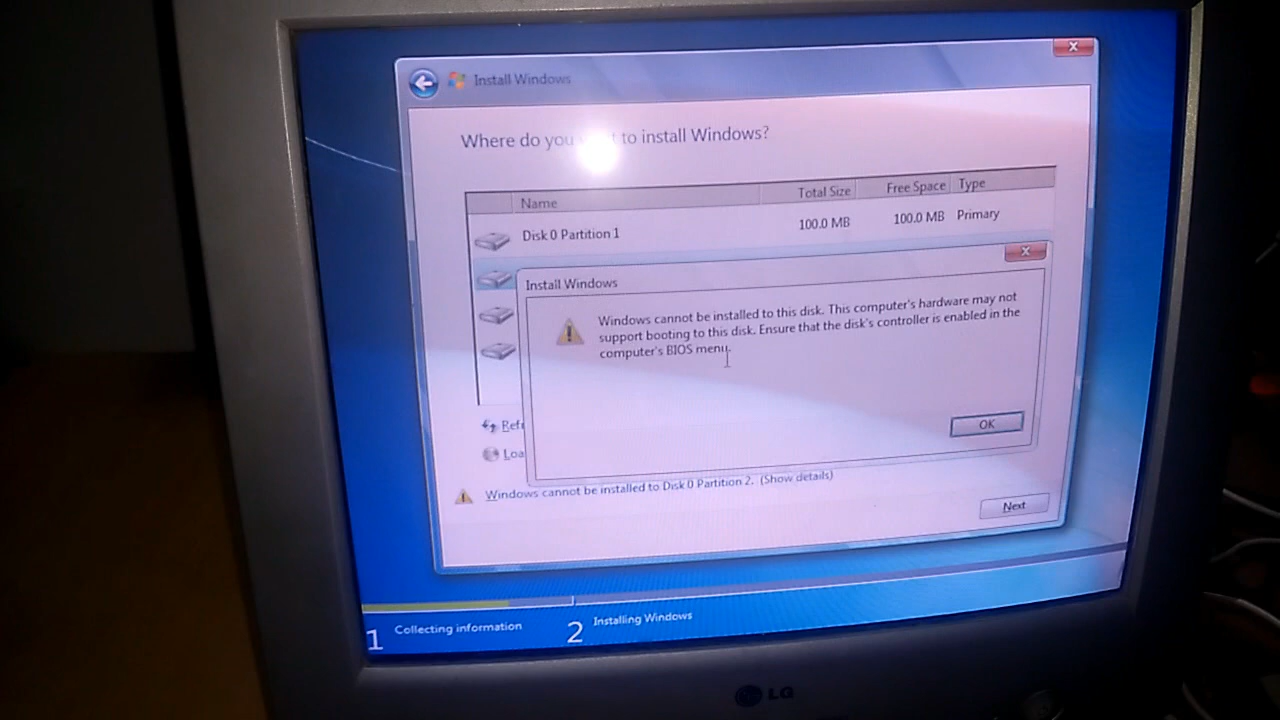 Install Windows
Where do you to install Windows?
Name Total Size Free Space Type
Disk 0 Partition 1 100.0 MB 100.0 MB Primary
Install Windows
Windows cannot be installed to this disk. This computer's hardware may not
support booting to this disk. Ensure that the disk's controller is enabled in the
computer's BIOS menu.
OK
Refr
Loa
Windows cannot be installed to Disk 0 Partition 2. (Show details)
Next
1 Collecting information 2 Installing Windows
LG